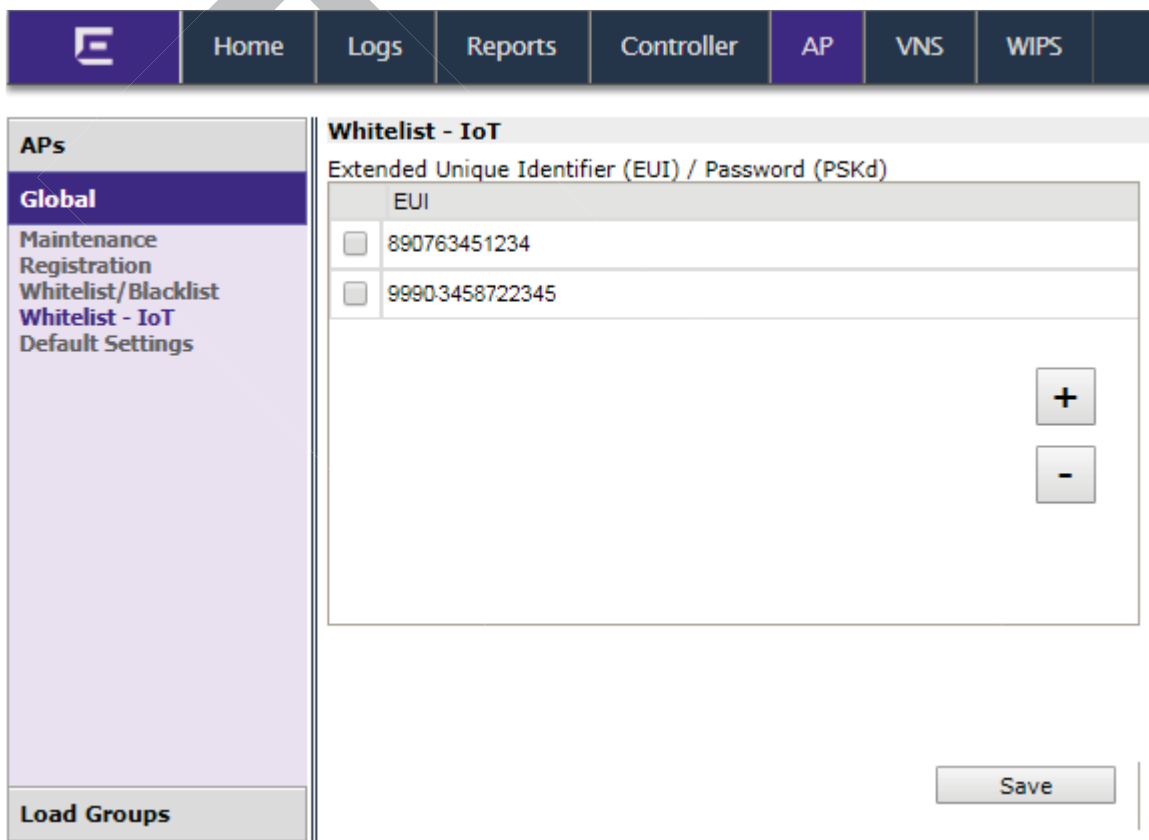 Home Logs Reports Controller AP VNS WIPS
APs
Global
Maintenance
Registration
Whitelist/Blacklist
Whitelist - IoT
Default Settings
Load Groups
Whitelist - IoT
Extended Unique Identifier (EUI) / Password (PSKd)
EUI
890763451234
99903458722345
+
-
Save